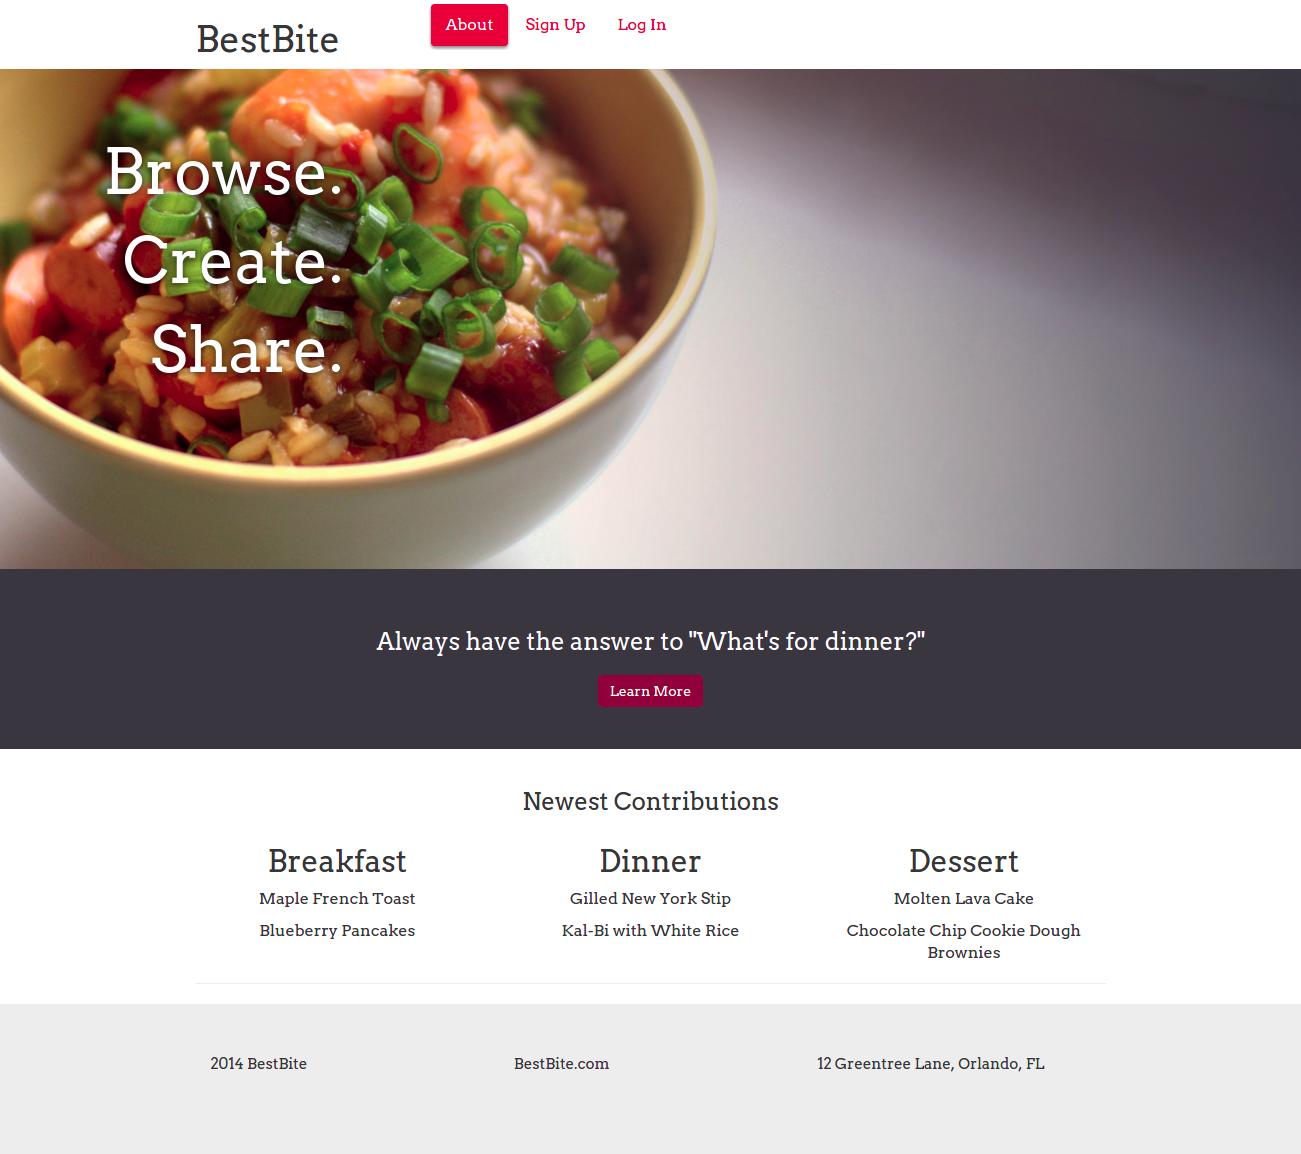 BestBite
About Sign Up Log In
Browse.
Create.
Share.
Always have the answer to "What's for dinner?"
Learn More
Newest Contributions
Breakfast
Maple French Toast
Blueberry Pancakes
Dinner
Gilled New York Stip
Kal-Bi with White Rice
Dessert
Molten Lava Cake
Chocolate Chip Cookie Dough
Brownies
2014 BestBite
BestBite.com
12 Greentree Lane, Orlando, FL